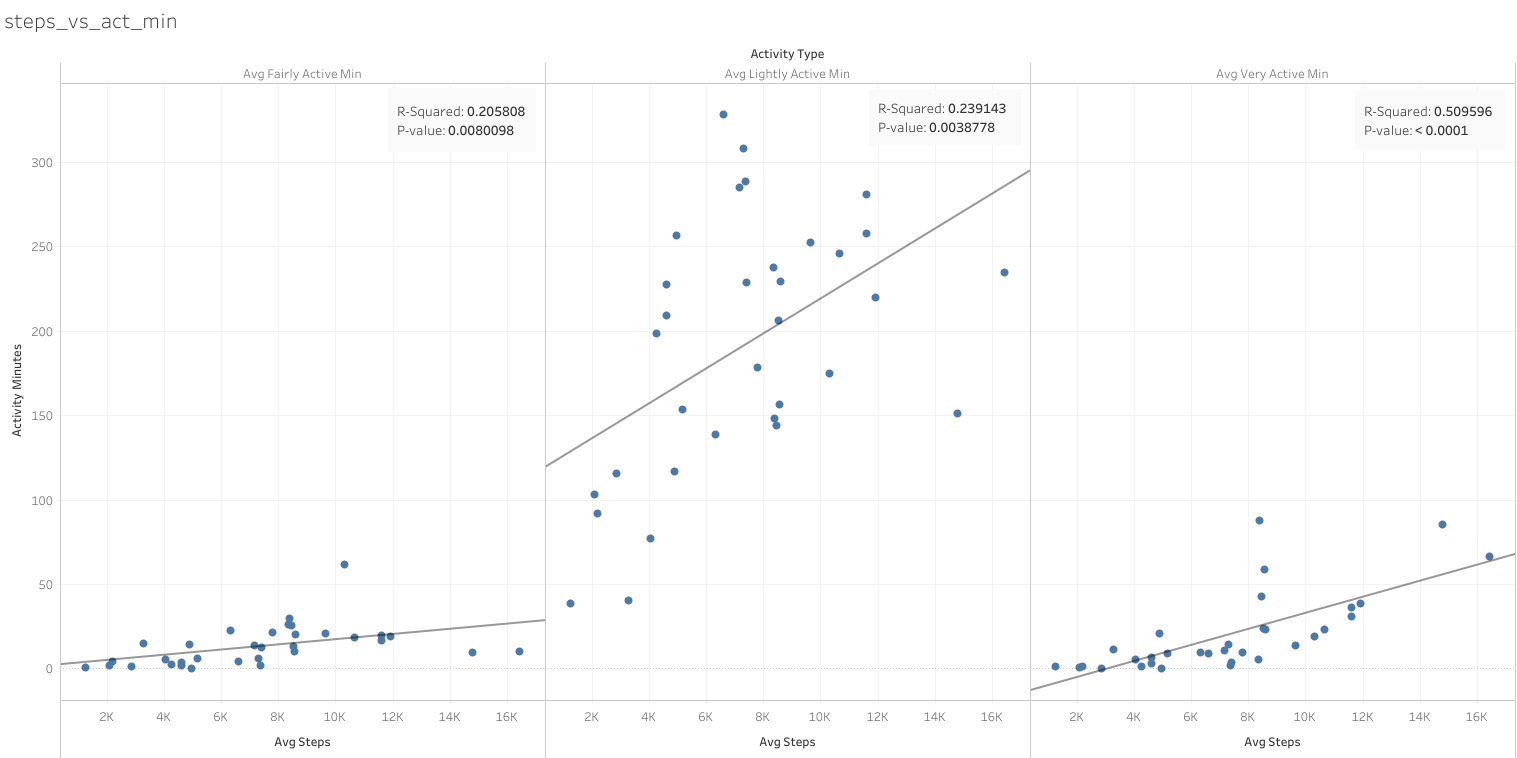 steps_vs_act_min
Activity Type
Avg Fairly Active Min
Avg Lightly Active Min
Avg Very Active Min
R-Squared: 0.205808
P-value: 0.0080098
R-Squared: 0.239143
P-value: 0.0038778
R-Squared: 0.509596
P-value: < 0.0001
Activity Minutes
300
250
200
150
100
50
0
2K 4K 6K 8K 10K 12K 14K 16K
2K 4K 6K 8K 10K 12K 14K 16K
2K 4K 6K 8K 10K 12K 14K 16K
Avg Steps
Avg Steps
Avg Steps